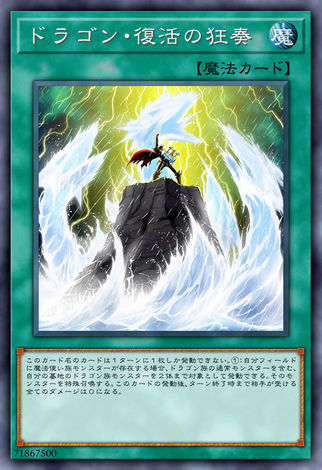 ドラゴン・復活の狂奏
魔
【魔法カード】
このカード名のカードは1ターンに1枚しか発動できない。①:自分フィールド
に魔法使い族モンスターが存在する場合、ドラゴン族の通常モンスターを含む、
自分の墓地のドラゴン族モンスターを2体まで対象として発動できる。そのモ
ンスターを特殊召喚する。このカードの発動後、ターン終了時まで相手が受ける
全てのダメージは0になる。
71867500